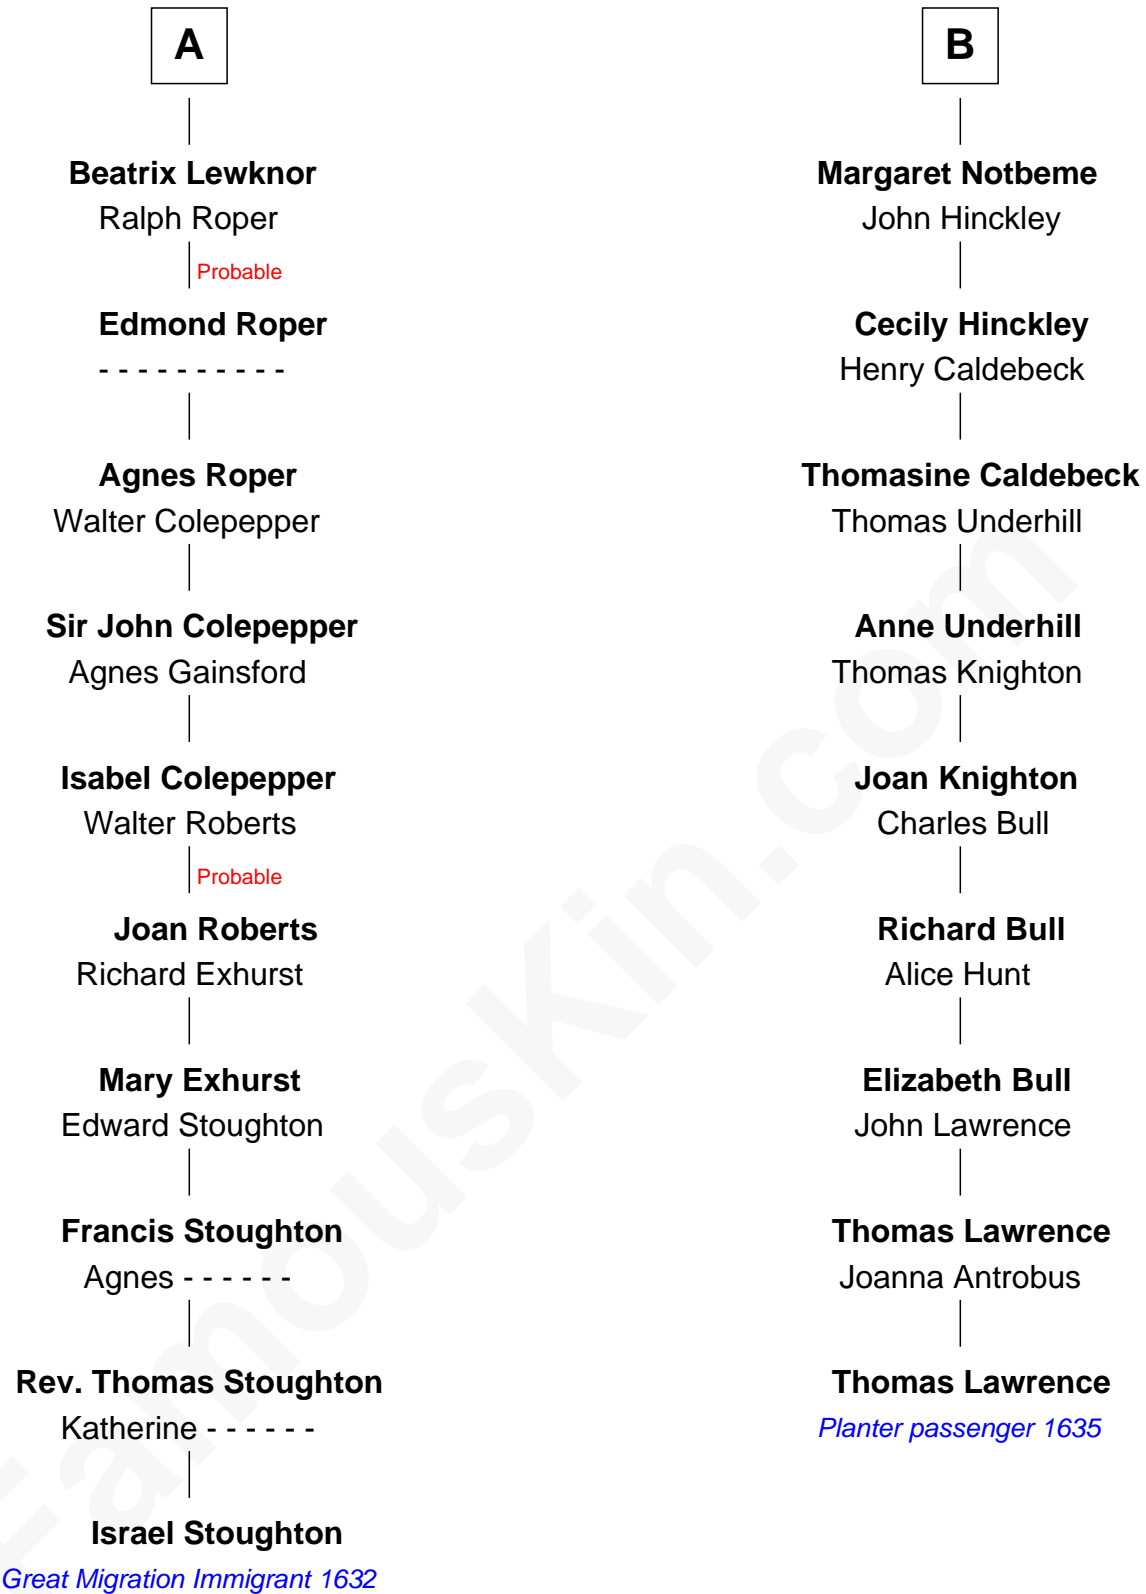 A
Beatrix Lewknor
Ralph Roper
Probable
Edmond Roper
- - - - - - - - - -
Agnes Roper
Walter Colepepper
Sir John Colepepper
Agnes Gainsford
Isabel Colepepper
Walter Roberts
Probable
Joan Roberts
Richard Exhurst
Mary Exhurst
Edward Stoughton
Francis Stoughton
Agnes - - - - - -
Rev. Thomas Stoughton
Katherine - - - - - -
Israel Stoughton
Great Migration Immigrant 1632
B
Margaret Notbeme
John Hinckley
Cecily Hinckley
Henry Caldebeck
Thomasine Caldebeck
Thomas Underhill
Anne Underhill
Thomas Knighton
Joan Knighton
Charles Bull
Richard Bull
Alice Hunt
Elizabeth Bull
John Lawrence
Thomas Lawrence
Joanna Antrobus
Thomas Lawrence
Planter passenger 1635
FamousKin.com